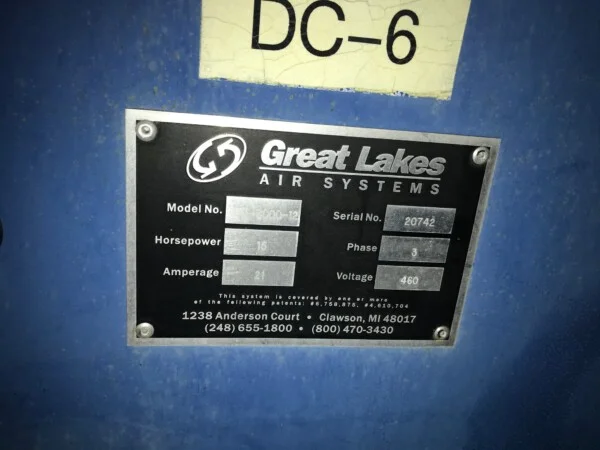 DC-6
Great Lakes
AIR SYSTEMS
Model No.
Serial No. 20742
Horsepower 15 Phase 3
Amperage 21 Voltage 460
This system is covered by one or more
of the following patents:
1238 Anderson Court • Clawson, MI 48017
(248) 655-1800 • (800) 470-3430